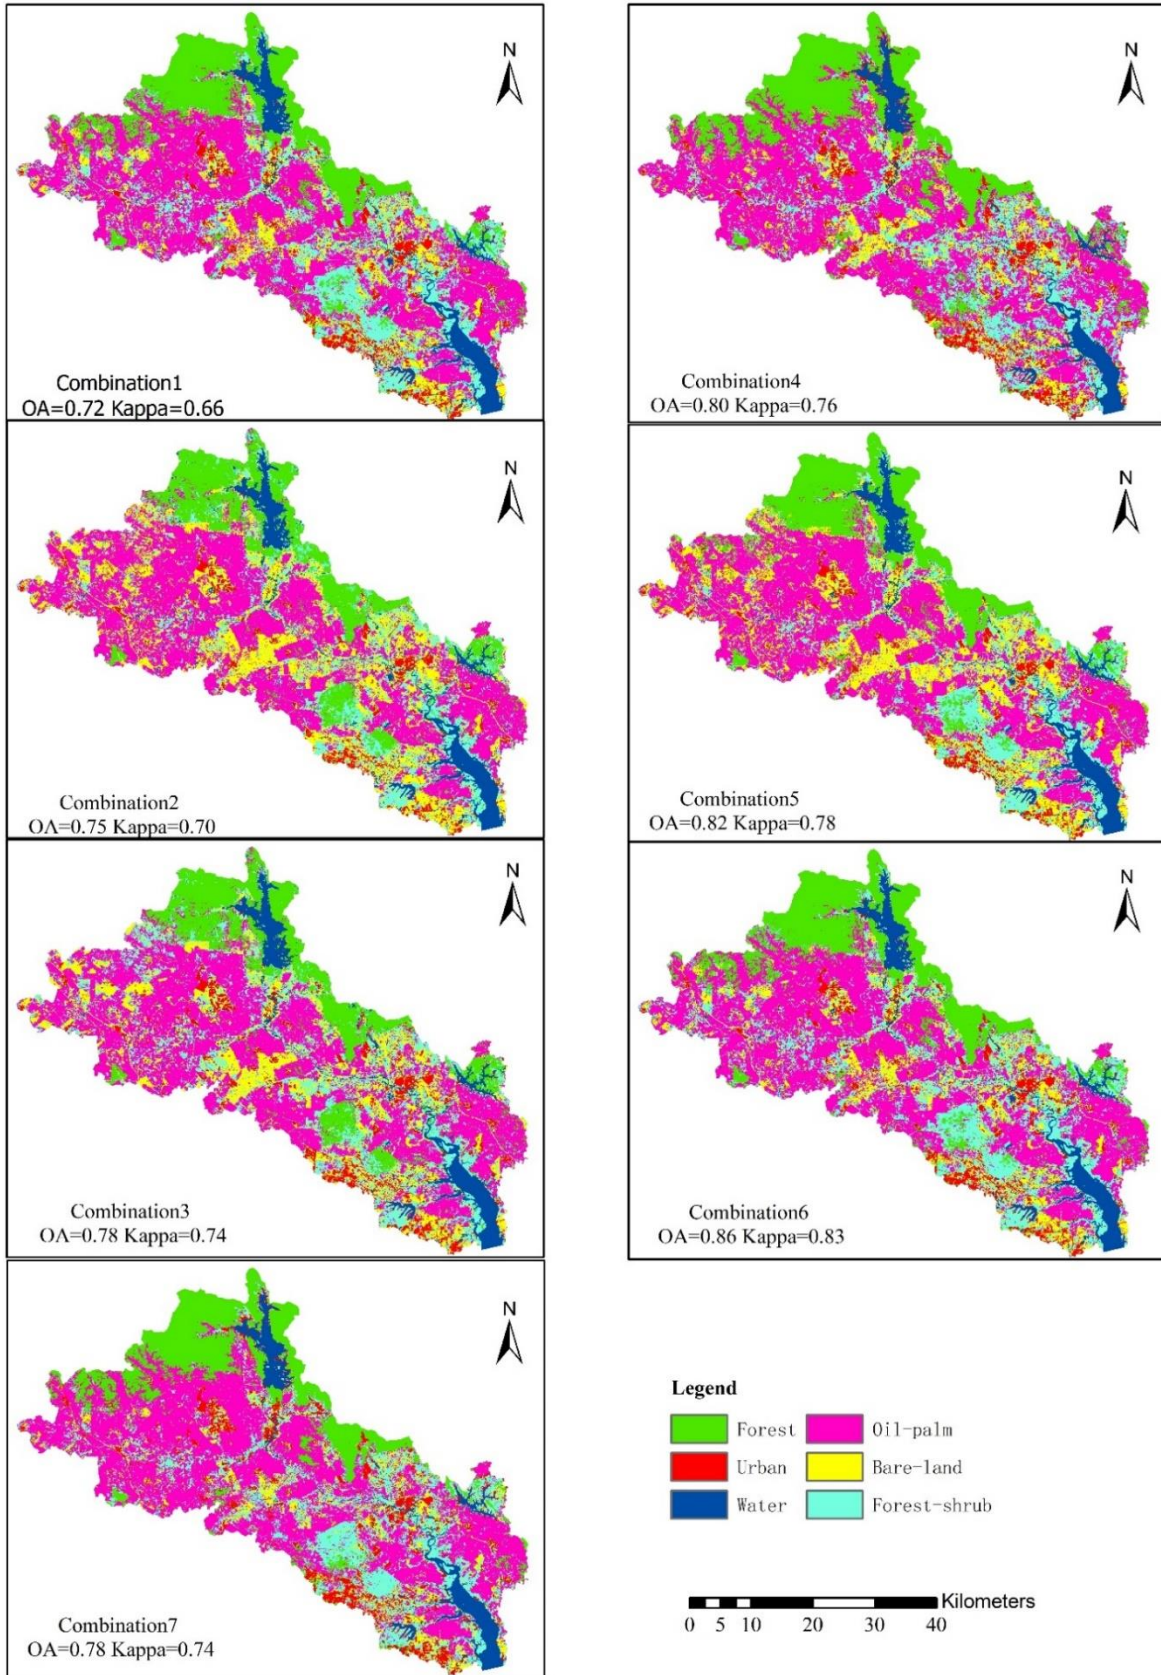 N
Combination1
OA=0.72 Kappa=0.66
N
Combination4
OA=0.80 Kappa=0.76
N
Combination2
OA=0.75 Kappa=0.70
N
Combination5
OA=0.82 Kappa=0.78
N
Combination3
OA=0.78 Kappa=0.74
N
Combination6
OA=0.86 Kappa=0.83
N
Combination7
OA=0.78 Kappa=0.74
Legend
Forest Oil-palm
Urban Bare-land
Water Forest-shrub
Kilometers
0 5 10 20 30 40